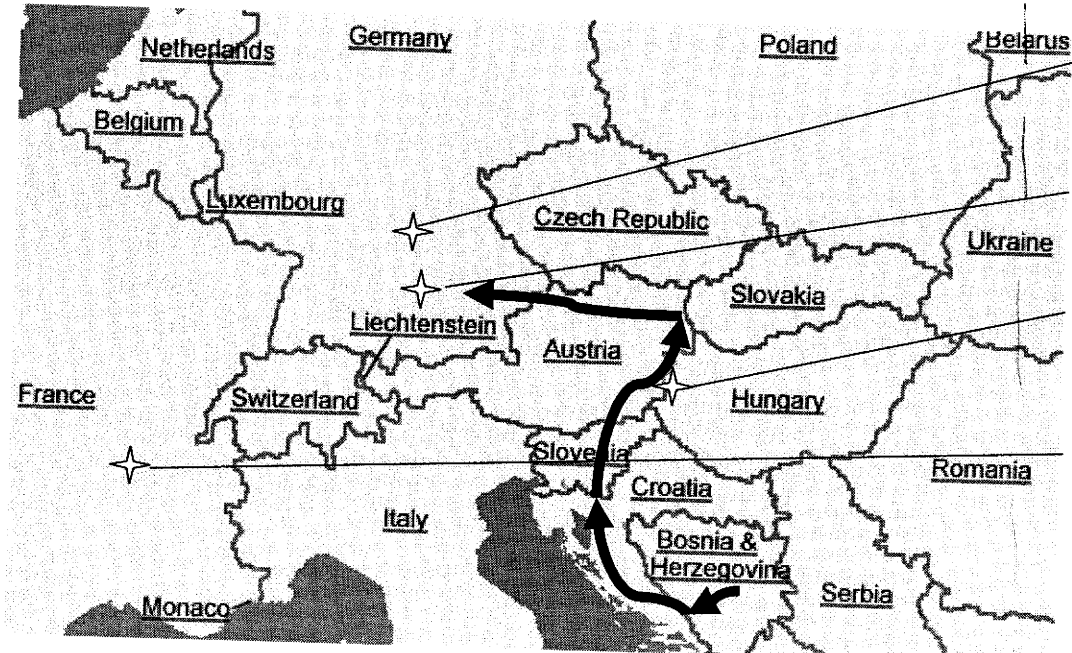 Netherlands
Germany
Poland
Belarus
Belgium
Luxembourg
Czech Republic
Ukraine
Slovakia
Liechtenstein
Austria
France
Switzerland
Hungary
Slovenia
Romania
Croatia
Italy
Bosnia &
Herzegovina
Serbia
Monaco